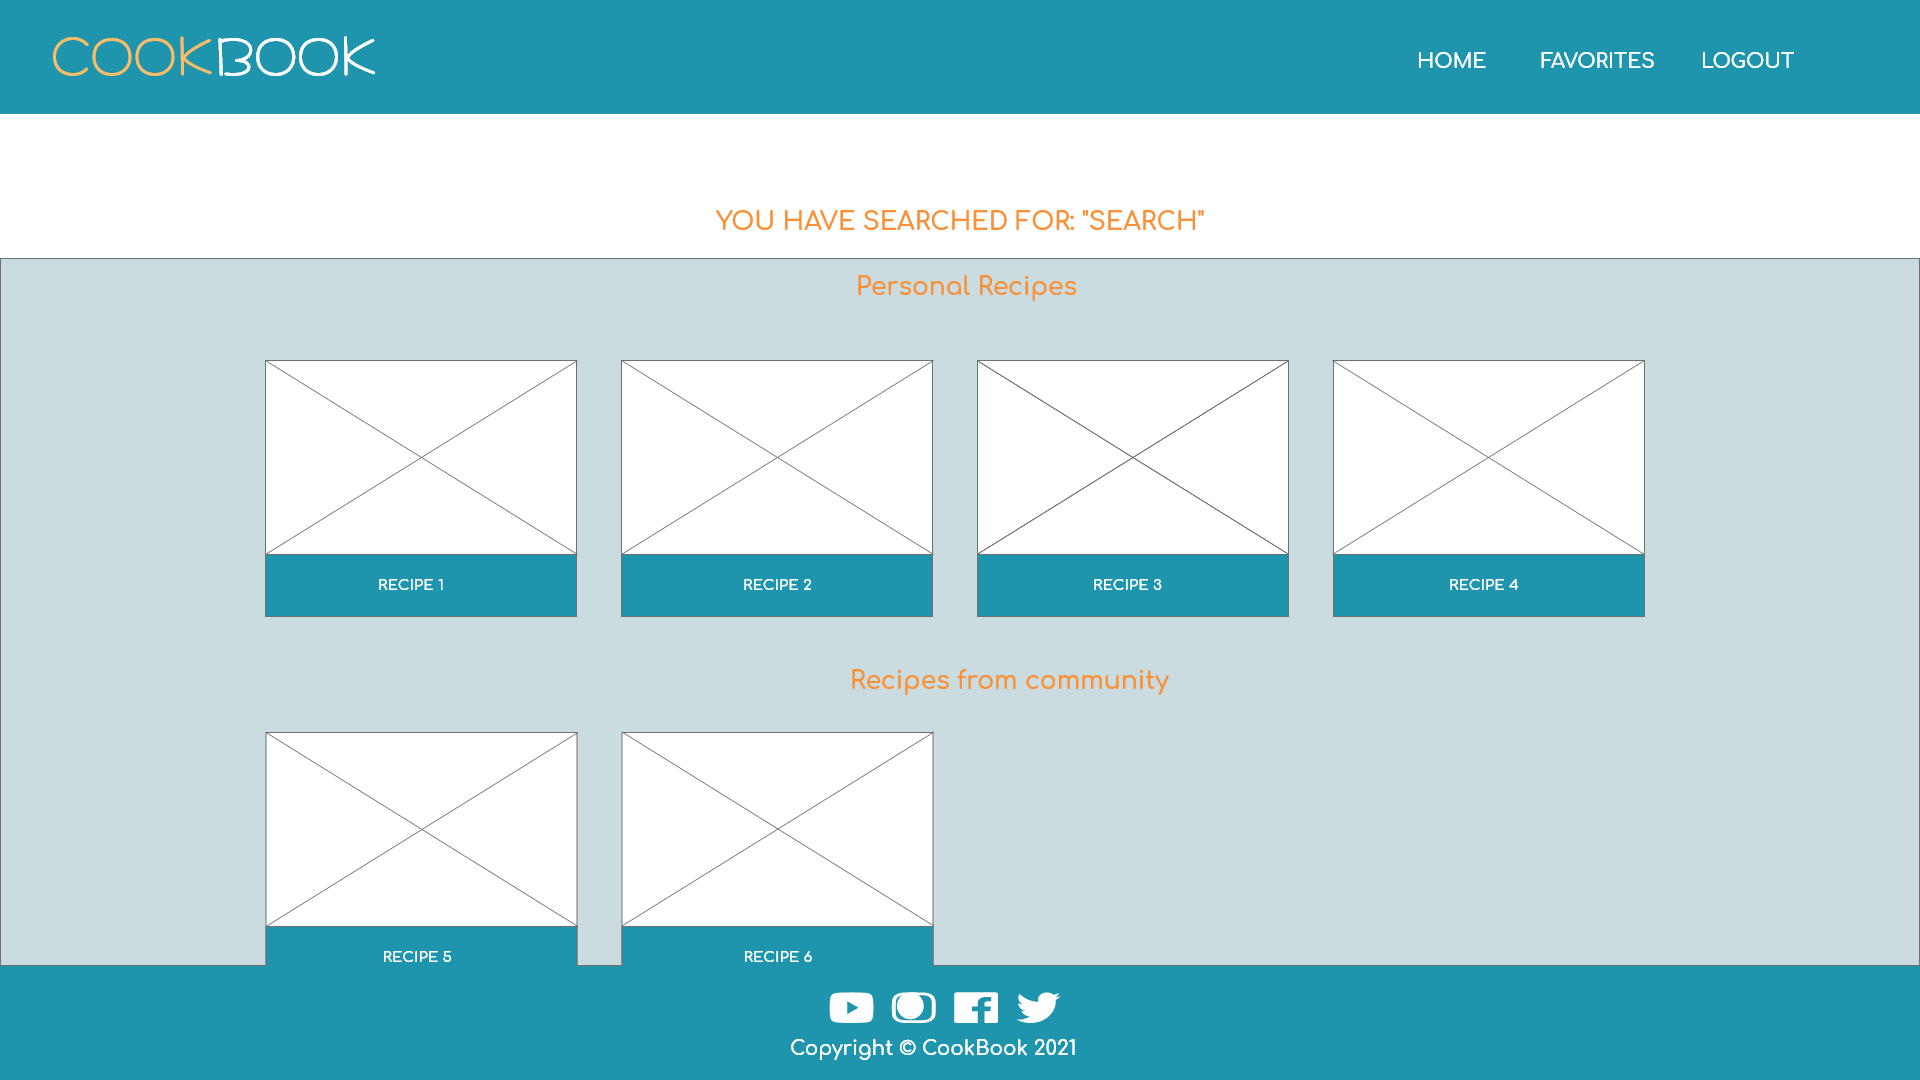 COOKBOOK
HOME FAVORITES LOGOUT
YOU HAVE SEARCHED FOR: "SEARCH"
Personal Recipes
RECIPE 1 RECIPE 2 RECIPE 3 RECIPE 4
Recipes from community
RECIPE 5 RECIPE 6
Copyright © CookBook 2021